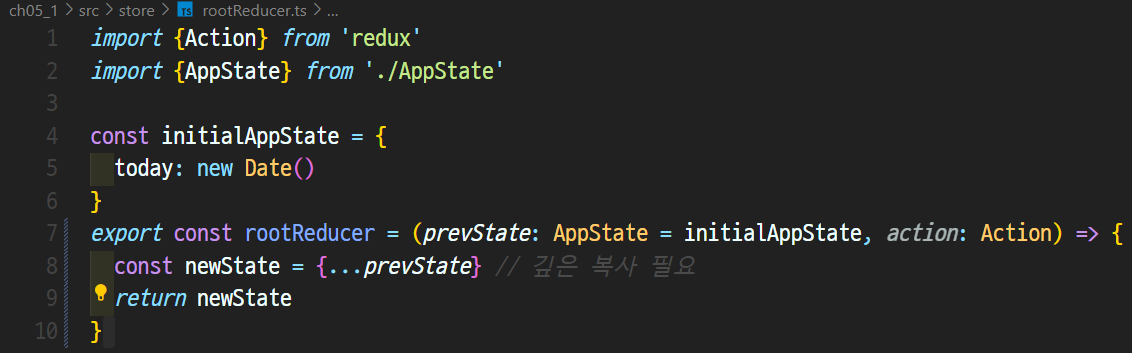 ch05_1 > src > store > TS rootReducer.ts > ...
1 import {Action} from 'redux'
2 import {AppState} from './AppState'
3
4 const initialAppState = {
5 today: new Date()
6 }
7 export const rootReducer = (prevState: AppState = initialAppState, action: Action) => {
8 const newState = {...prevState} // 깊은 복사 필요
9 return newState
10 }